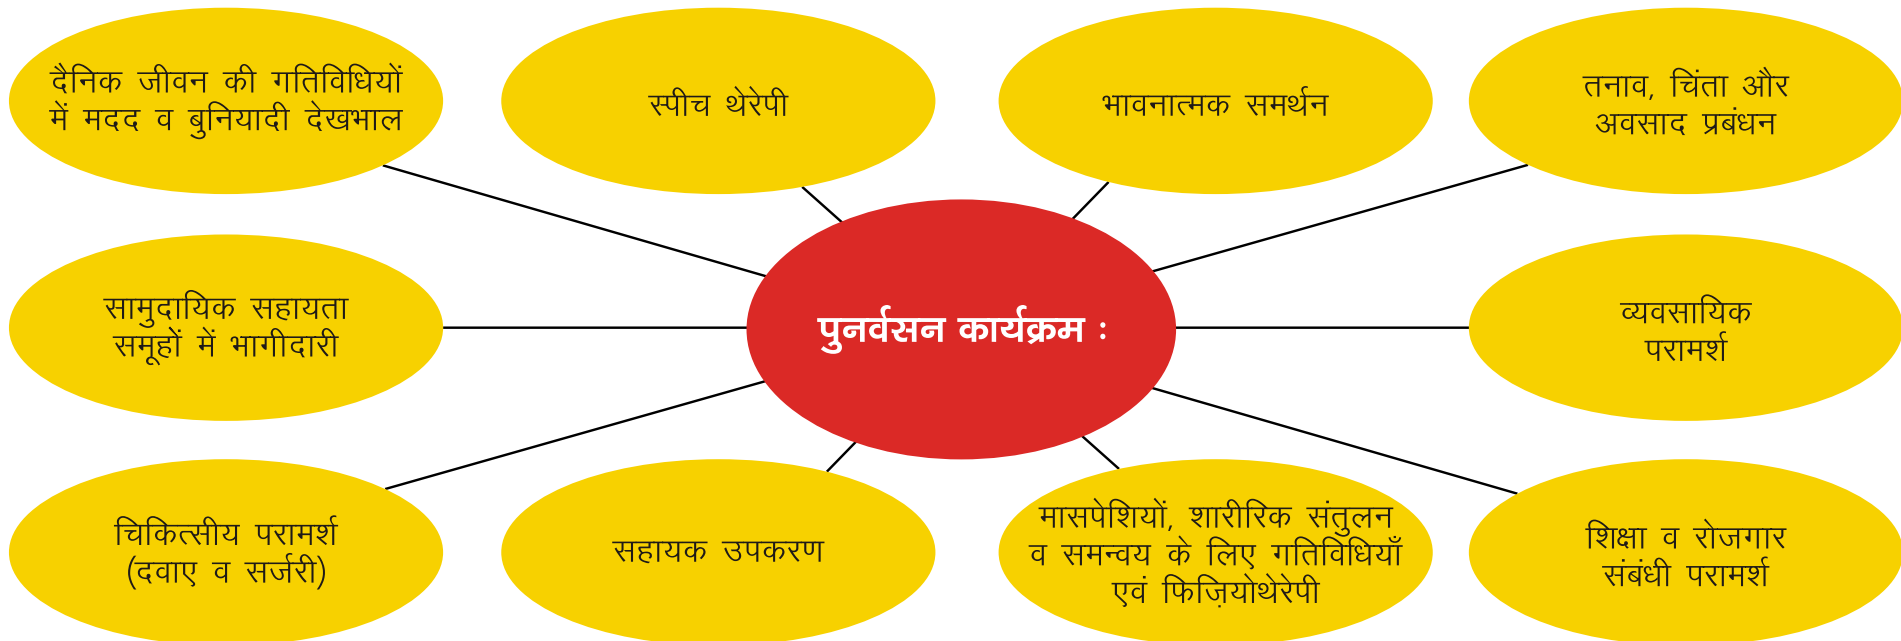 दैनिक जीवन की गतिविधियों
में मदद व बुनियादी देखभाल
स्पीच थेरेपी
भावनात्मक समर्थन
तनाव, चिंता और
अवसाद प्रबंधन
सामुदायिक सहायता
समूहों में भागीदारी
पुनर्वसन कार्यक्रम :
व्यवसायिक
परामर्श
चिकित्सीय परामर्श
(दवाए व सर्जरी)
सहायक उपकरण
मासपेशियों, शारीरिक संतुलन
व समन्वय के लिए गतिविधियाँ
एवं फिज़ियोथेरेपी
शिक्षा व रोजगार
संबंधी परामर्श